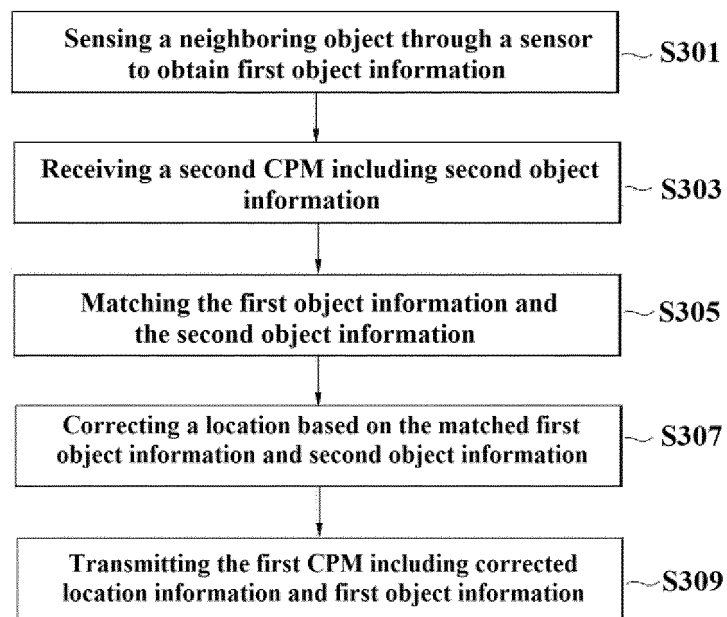 Sensing a neighboring object through a sensor
to obtain first object information
S301
Receiving a second CPM including second object
information
S303
Matching the first object information and
the second object information
S305
Correcting a location based on the matched first
object information and second object information
S307
Transmitting the first CPM including corrected
location information and first object information
S309